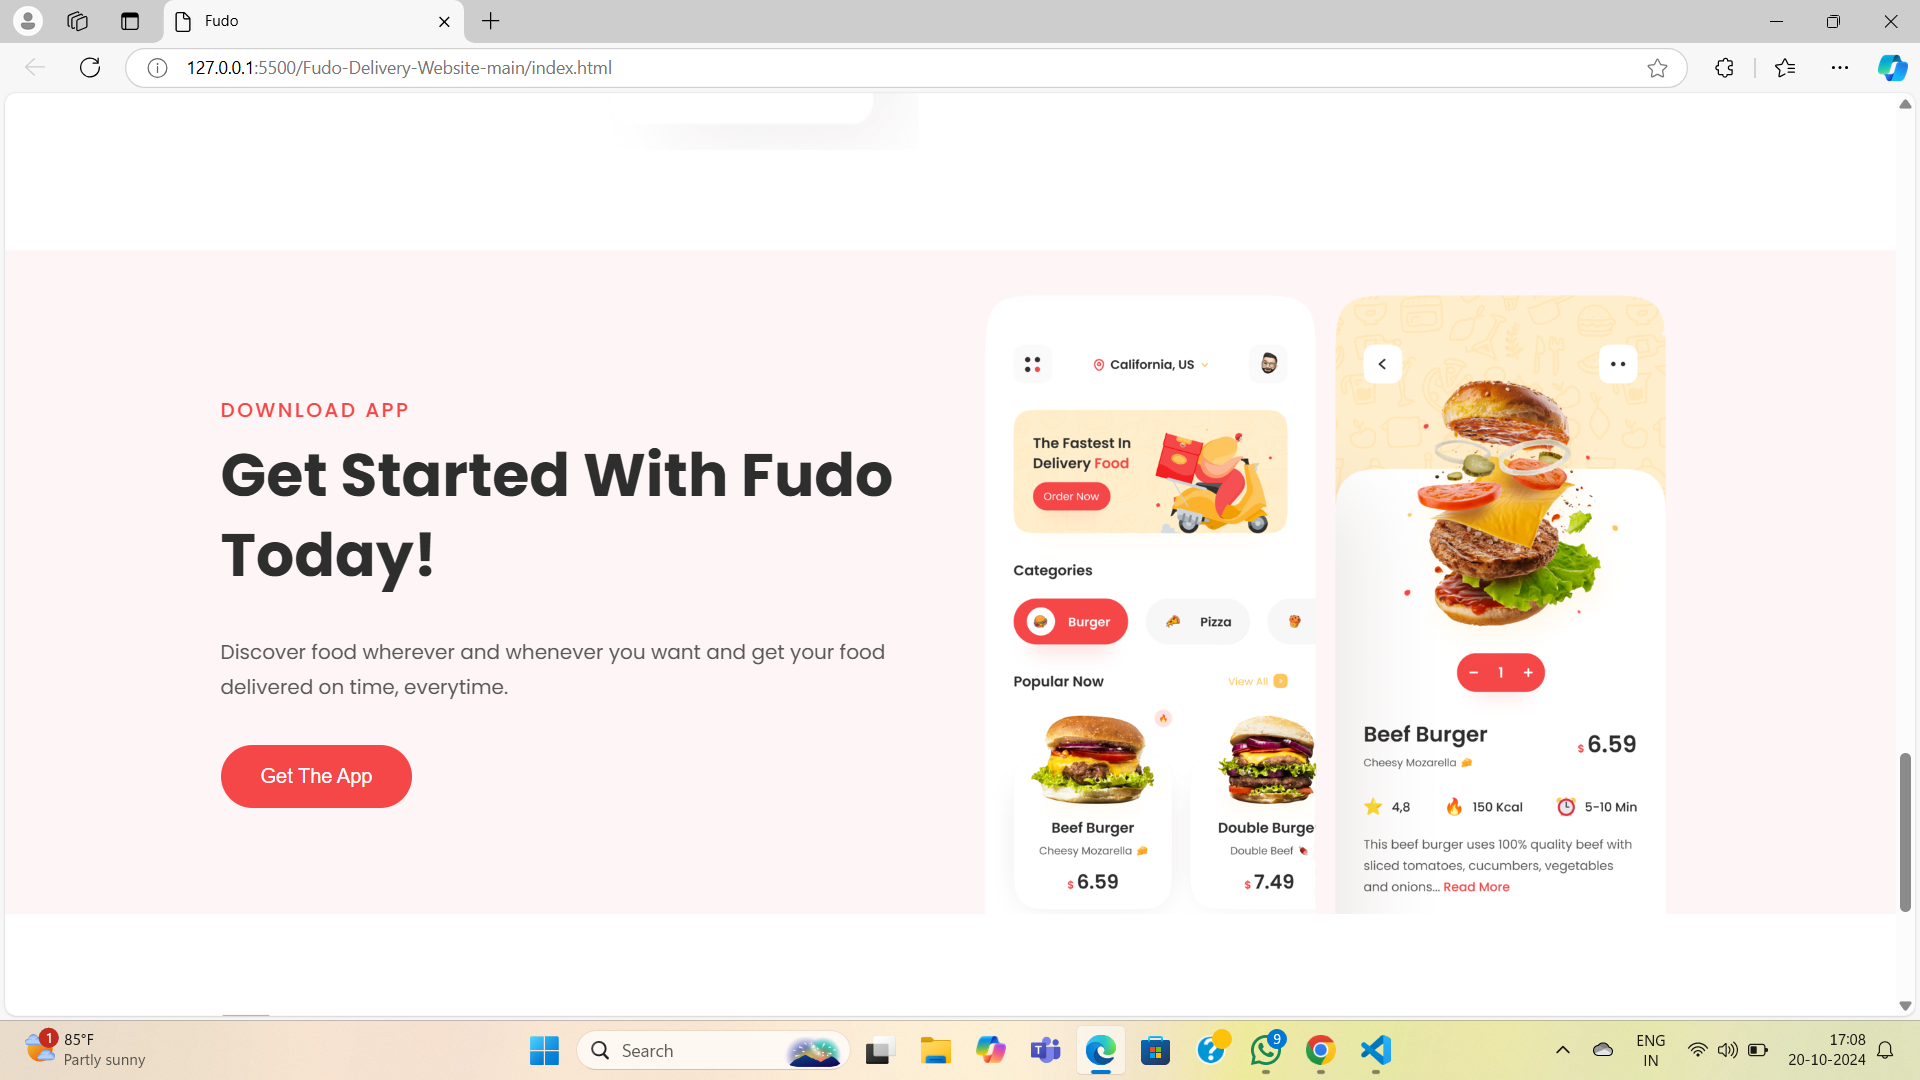 Fudo
127.0.0.1:5500/Fudo-Delivery-Website-main/index.html
DOWNLOAD APP
Get Started With Fudo
Today!
Discover food wherever and whenever you want and get your food
delivered on time, everytime.
Get The App
California, US
The Fastest In
Delivery Food
Order Now
Categories
Burger
Pizza
Popular Now
View All
Beef Burger
Cheesy Mozarella
$ 6.59
Double Burge
Double Beef
$ 7.49
- 1 +
Beef Burger
$ 6.59
Cheesy Mozarella
4,8
150 Kcal
5-10 Min
This beef burger uses 100% quality beef with
sliced tomatoes, cucumbers, vegetables
and onions... Read More
1
85°F
Partly sunny
Search
9
ENG
IN
17:08
20-10-2024